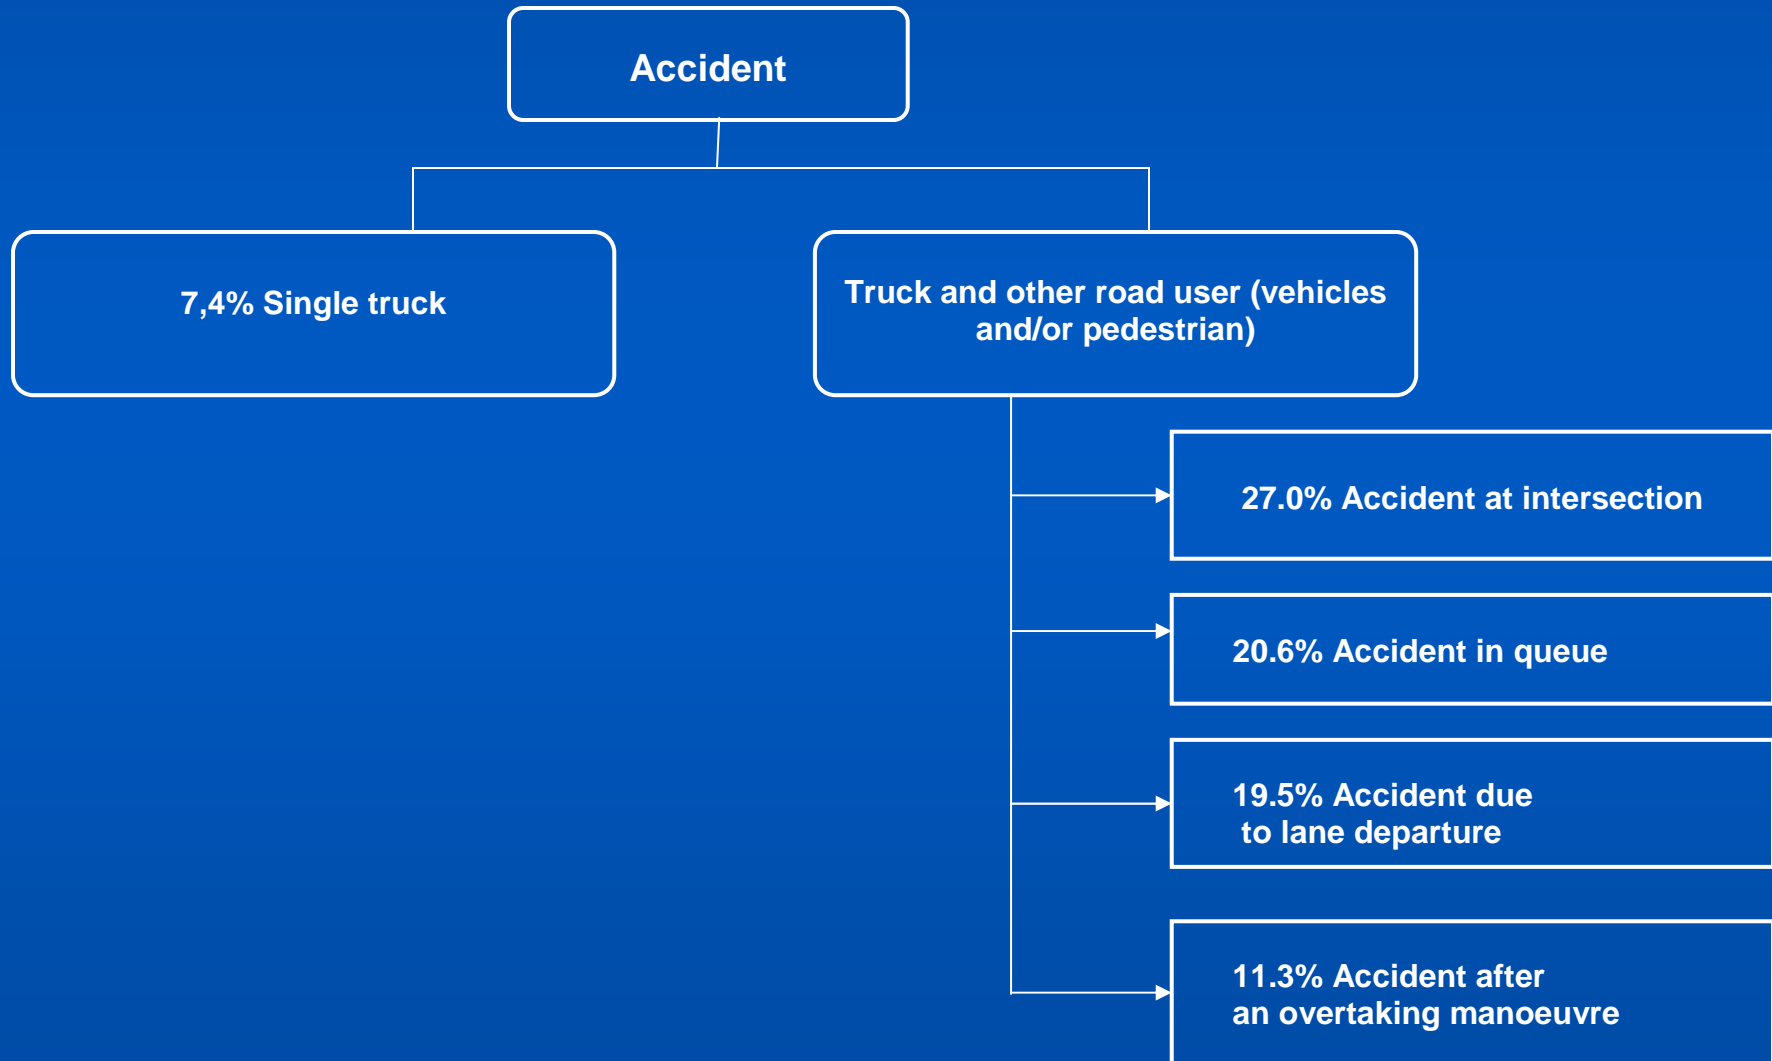 Accident
7,4% Single truck
Truck and other road user (vehicles
and/or pedestrian)
27.0% Accident at intersection
20.6% Accident in queue
19.5% Accident due
to lane departure
11.3% Accident after
an overtaking manoeuvre